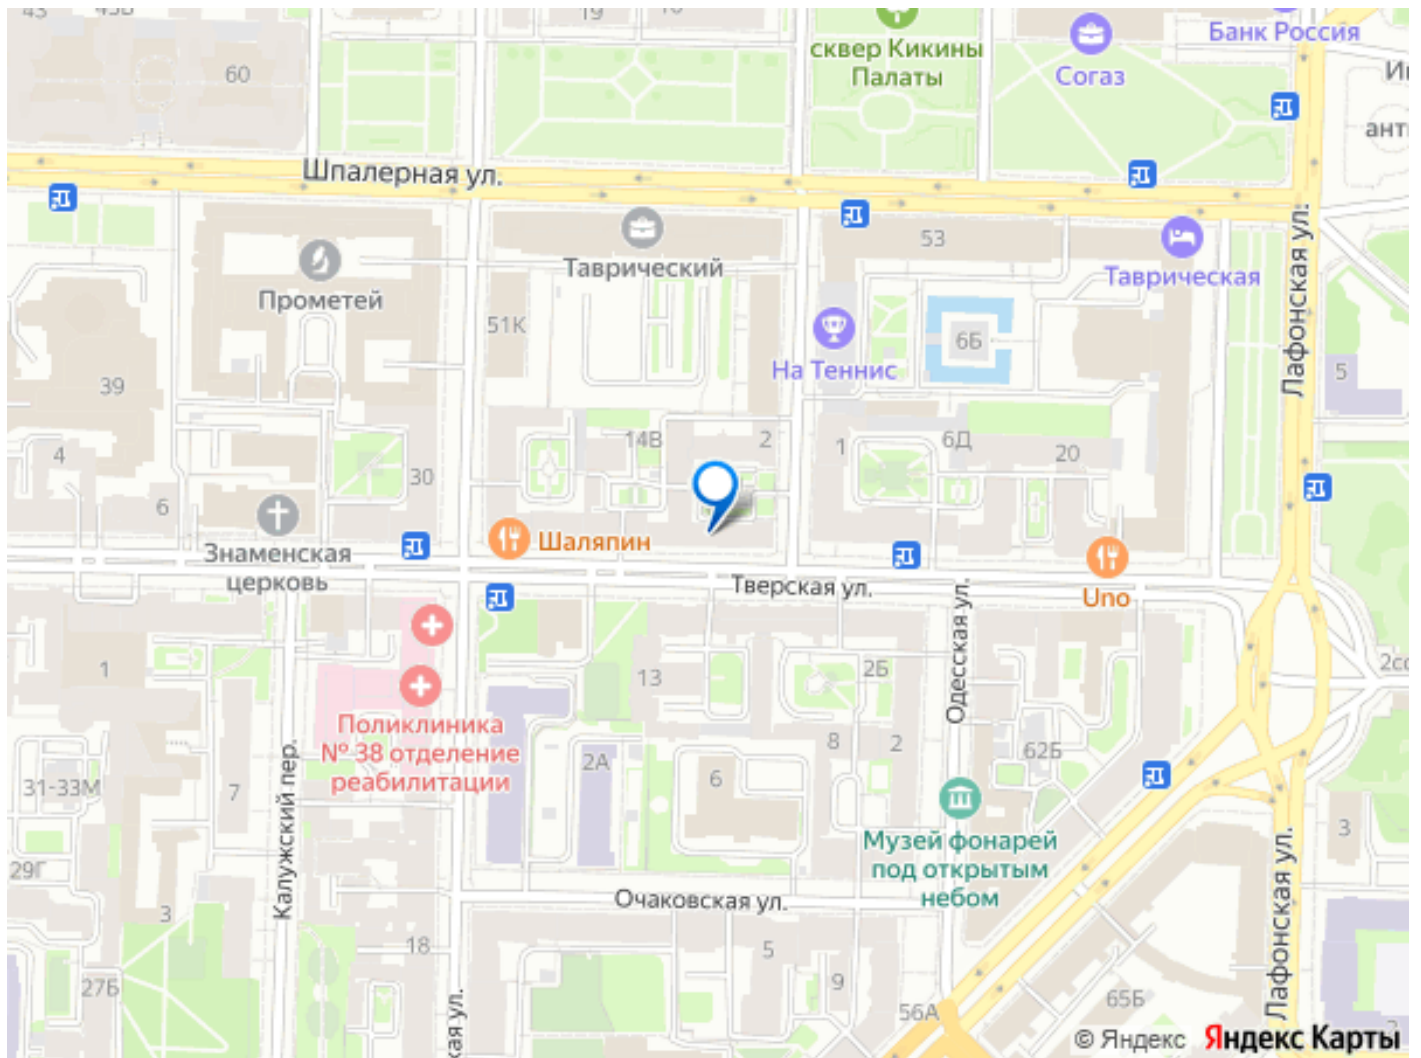 60
сквер Кикины
Палаты
Согаз
Банк Россия
Шпалерная ул.
53
Таврический
Таврическая
Прометей
51К
На Теннис
6Б
39
5
Лафонская ул.
4
14В
2
1
6Д
20
30
6
Знаменская
церковь
Шаляпин
Тверская ул.
Uno
1
13
2Б
Одесская ул.
Поликлиника
№ 38 отделение
реабилитации
8
2
62Б
31-33М
7
2А
6
Калужский пер.
Музей фонарей
под открытым
небом
3
29Г
3
Очаковская ул.
Лафонская ул.
18
5
9
27Б
56А
65Б
кая ул.
© Яндекс Яндекс Карты